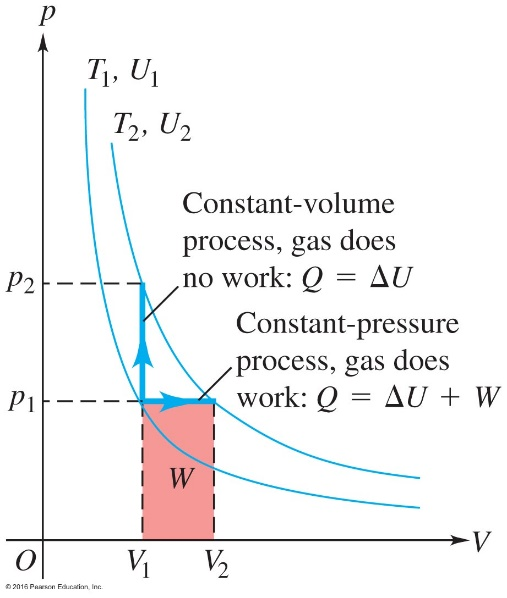 p
T₁, U₁
T₂, U₂
Constant-volume
process, gas does
no work: Q = ΔU
p₂
Constant-pressure
process, gas does
work: Q = ΔU + W
p₁
W
V
O
V₁
V₂
© 2016 Pearson Education, Inc.